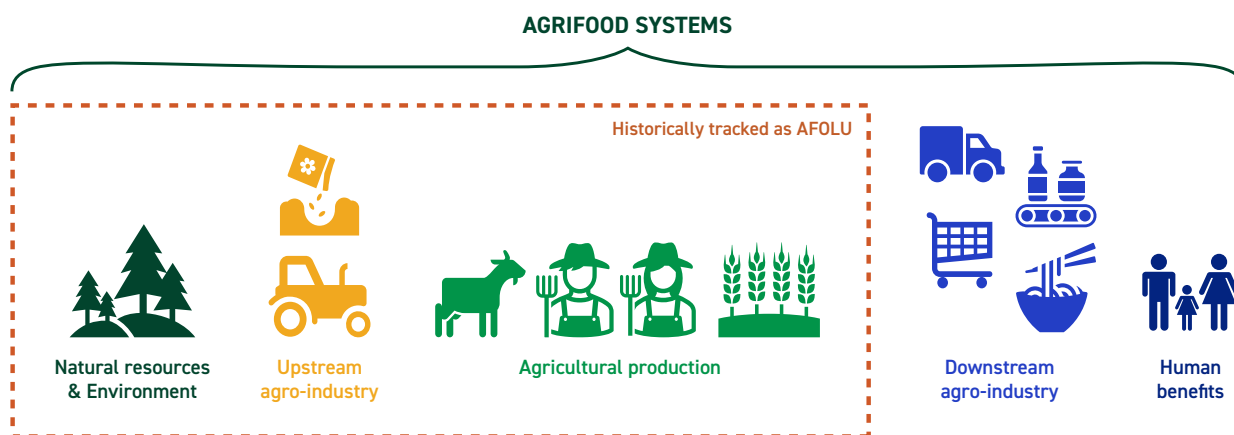 AGRIFOOD SYSTEMS
Historically tracked as AFOLU
Natural resources
& Environment
Upstream
agro-industry
Agricultural production
Downstream
agro-industry
Human
benefits